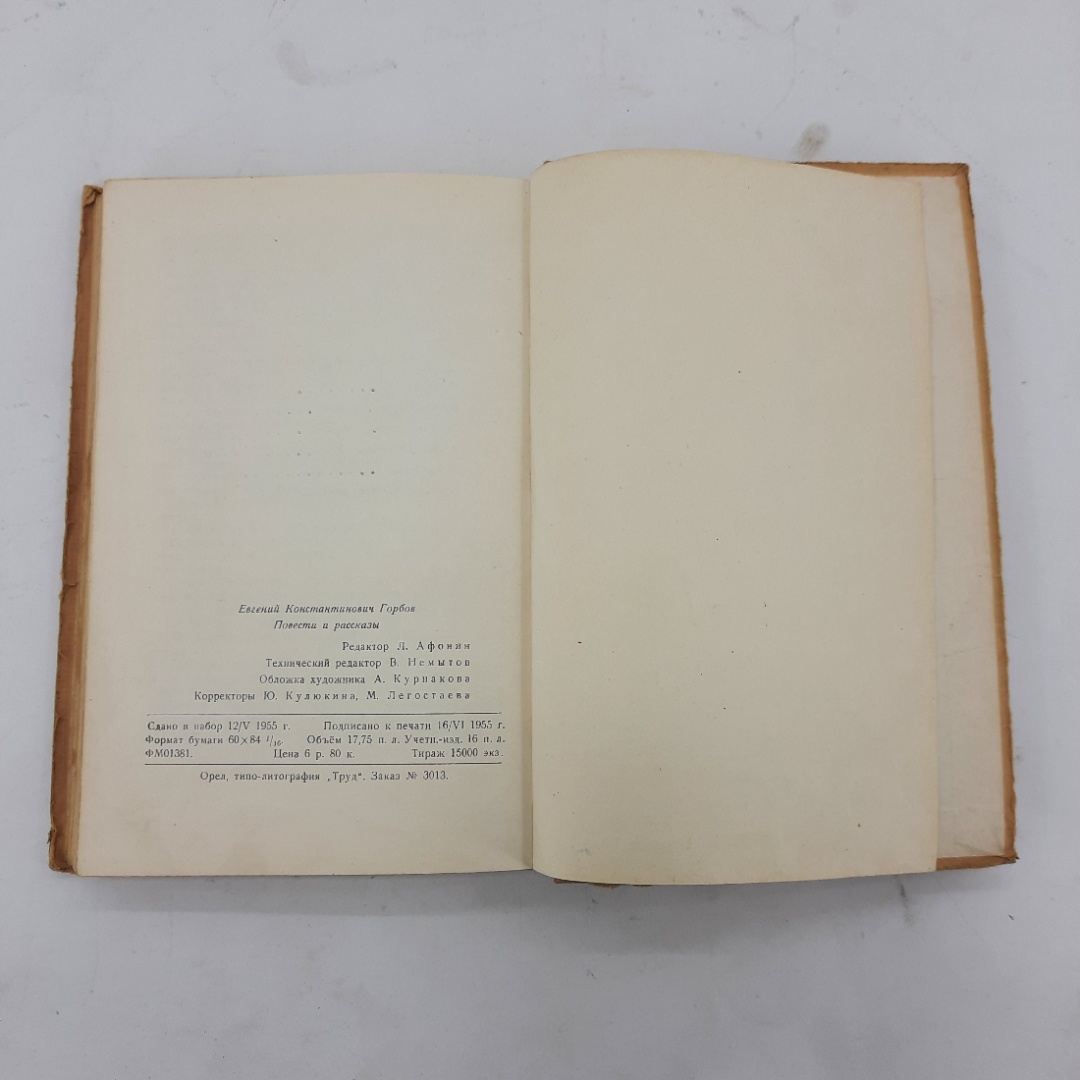 Евгений Константинович Горбов
Повести и рассказы
Редактор Л. Афонин
Технический редактор В. Немытов
Обложка художника А. Курнакова
Корректоры Ю. Кулюкина, М. Легостаева
Сдано в набор 12/V 1955 г. Подписано к печати 16/VI 1955 г.
Формат бумаги 60×84 1/16. Объём 17,75 п. л. Учетн.-изд. 16 п. л.
ФМ01381. Цена 6 р. 80 к. Тираж 15000 экз.
Орел, типо-литография „Труд“. Заказ № 3013.